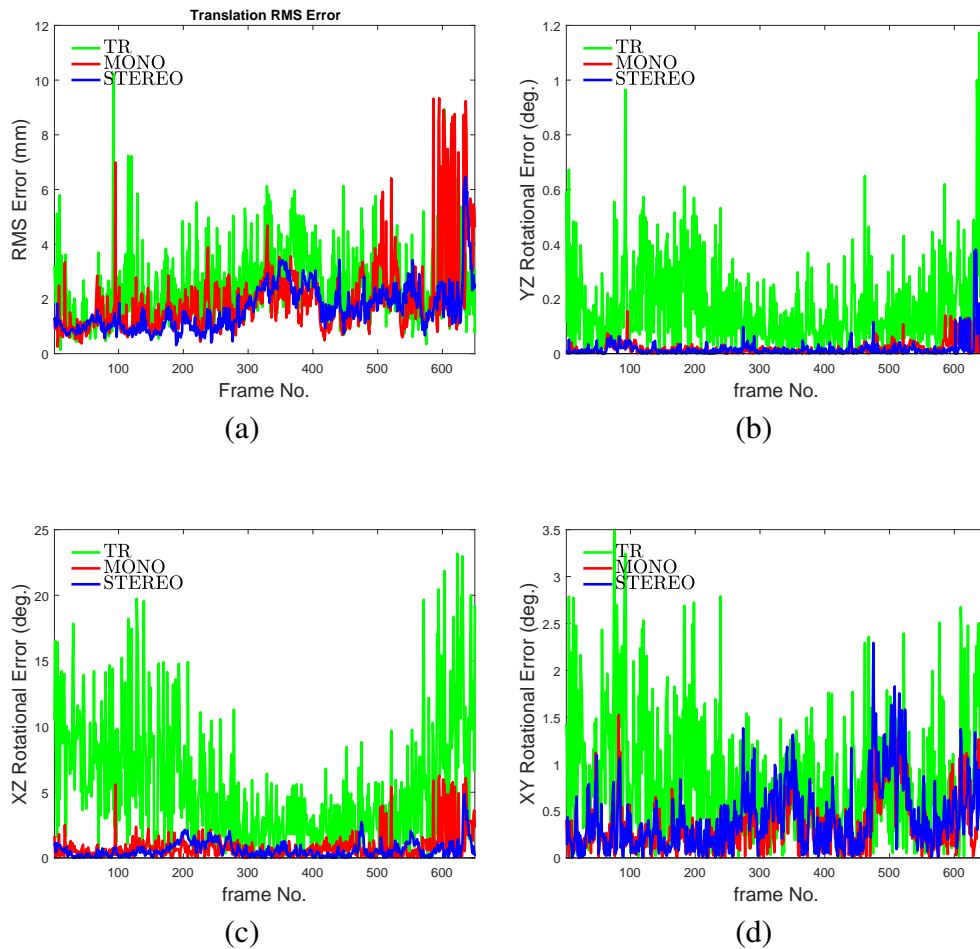 Translation RMS Error
12
10
8
6
4
2
0
RMS Error (mm)
TR
MONO
STEREO
100 200 300 400 500 600
Frame No.
(a)
1.2
1
0.8
0.6
0.4
0.2
0
YZ Rotational Error (deg.)
TR
MONO
STEREO
100 200 300 400 500 600
frame No.
(b)
25
20
15
10
5
0
XZ Rotational Error (deg.)
TR
MONO
STEREO
100 200 300 400 500 600
frame No.
(c)
3.5
3
2.5
2
1.5
1
0.5
0
XY Rotational Error (deg.)
TR
MONO
STEREO
100 200 300 400 500 600
frame No.
(d)